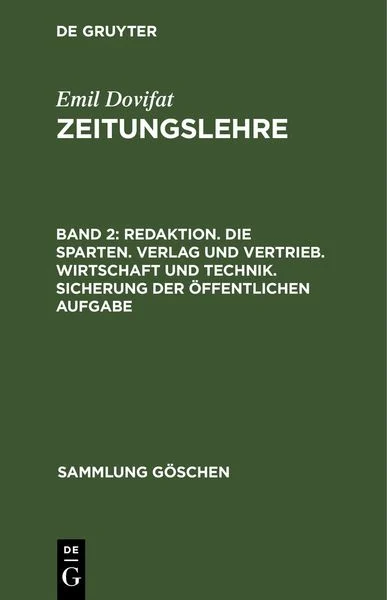 DE GRUYTER
Emil Dovifat
ZEITUNGSLEHRE
BAND 2: REDAKTION. DIE
SPARTEN. VERLAG UND VERTRIEB.
WIRTSCHAFT UND TECHNIK.
SICHERUNG DER ÖFFENTLICHEN
AUFGABE
SAMMLUNG GÖSCHEN
DE
G